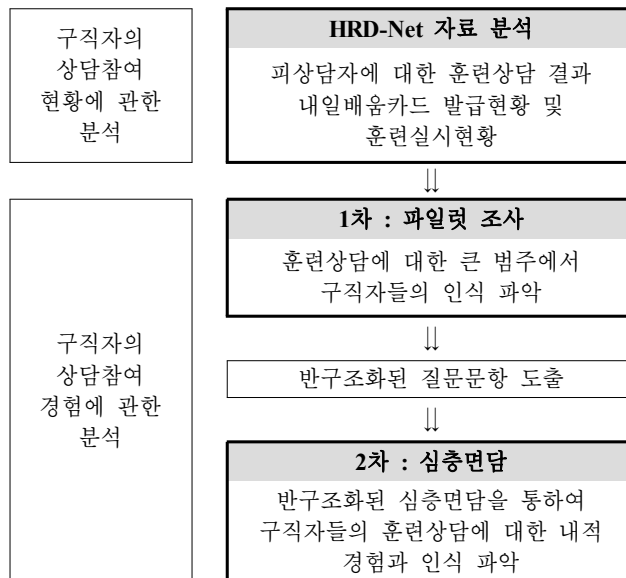 구직자의
상담참여
현황에 관한
분석
HRD-Net 자료 분석
피상담자에 대한 훈련상담 결과
내일배움카드 발급현황 및
훈련실시현황
⇓
구직자의
상담참여
경험에 관한
분석
1차 : 파일럿 조사
훈련상담에 대한 큰 범주에서
구직자들의 인식 파악
⇓
반구조화된 질문문항 도출
⇓
2차 : 심층면담
반구조화된 심층면담을 통하여
구직자들의 훈련상담에 대한 내적
경험과 인식 파악